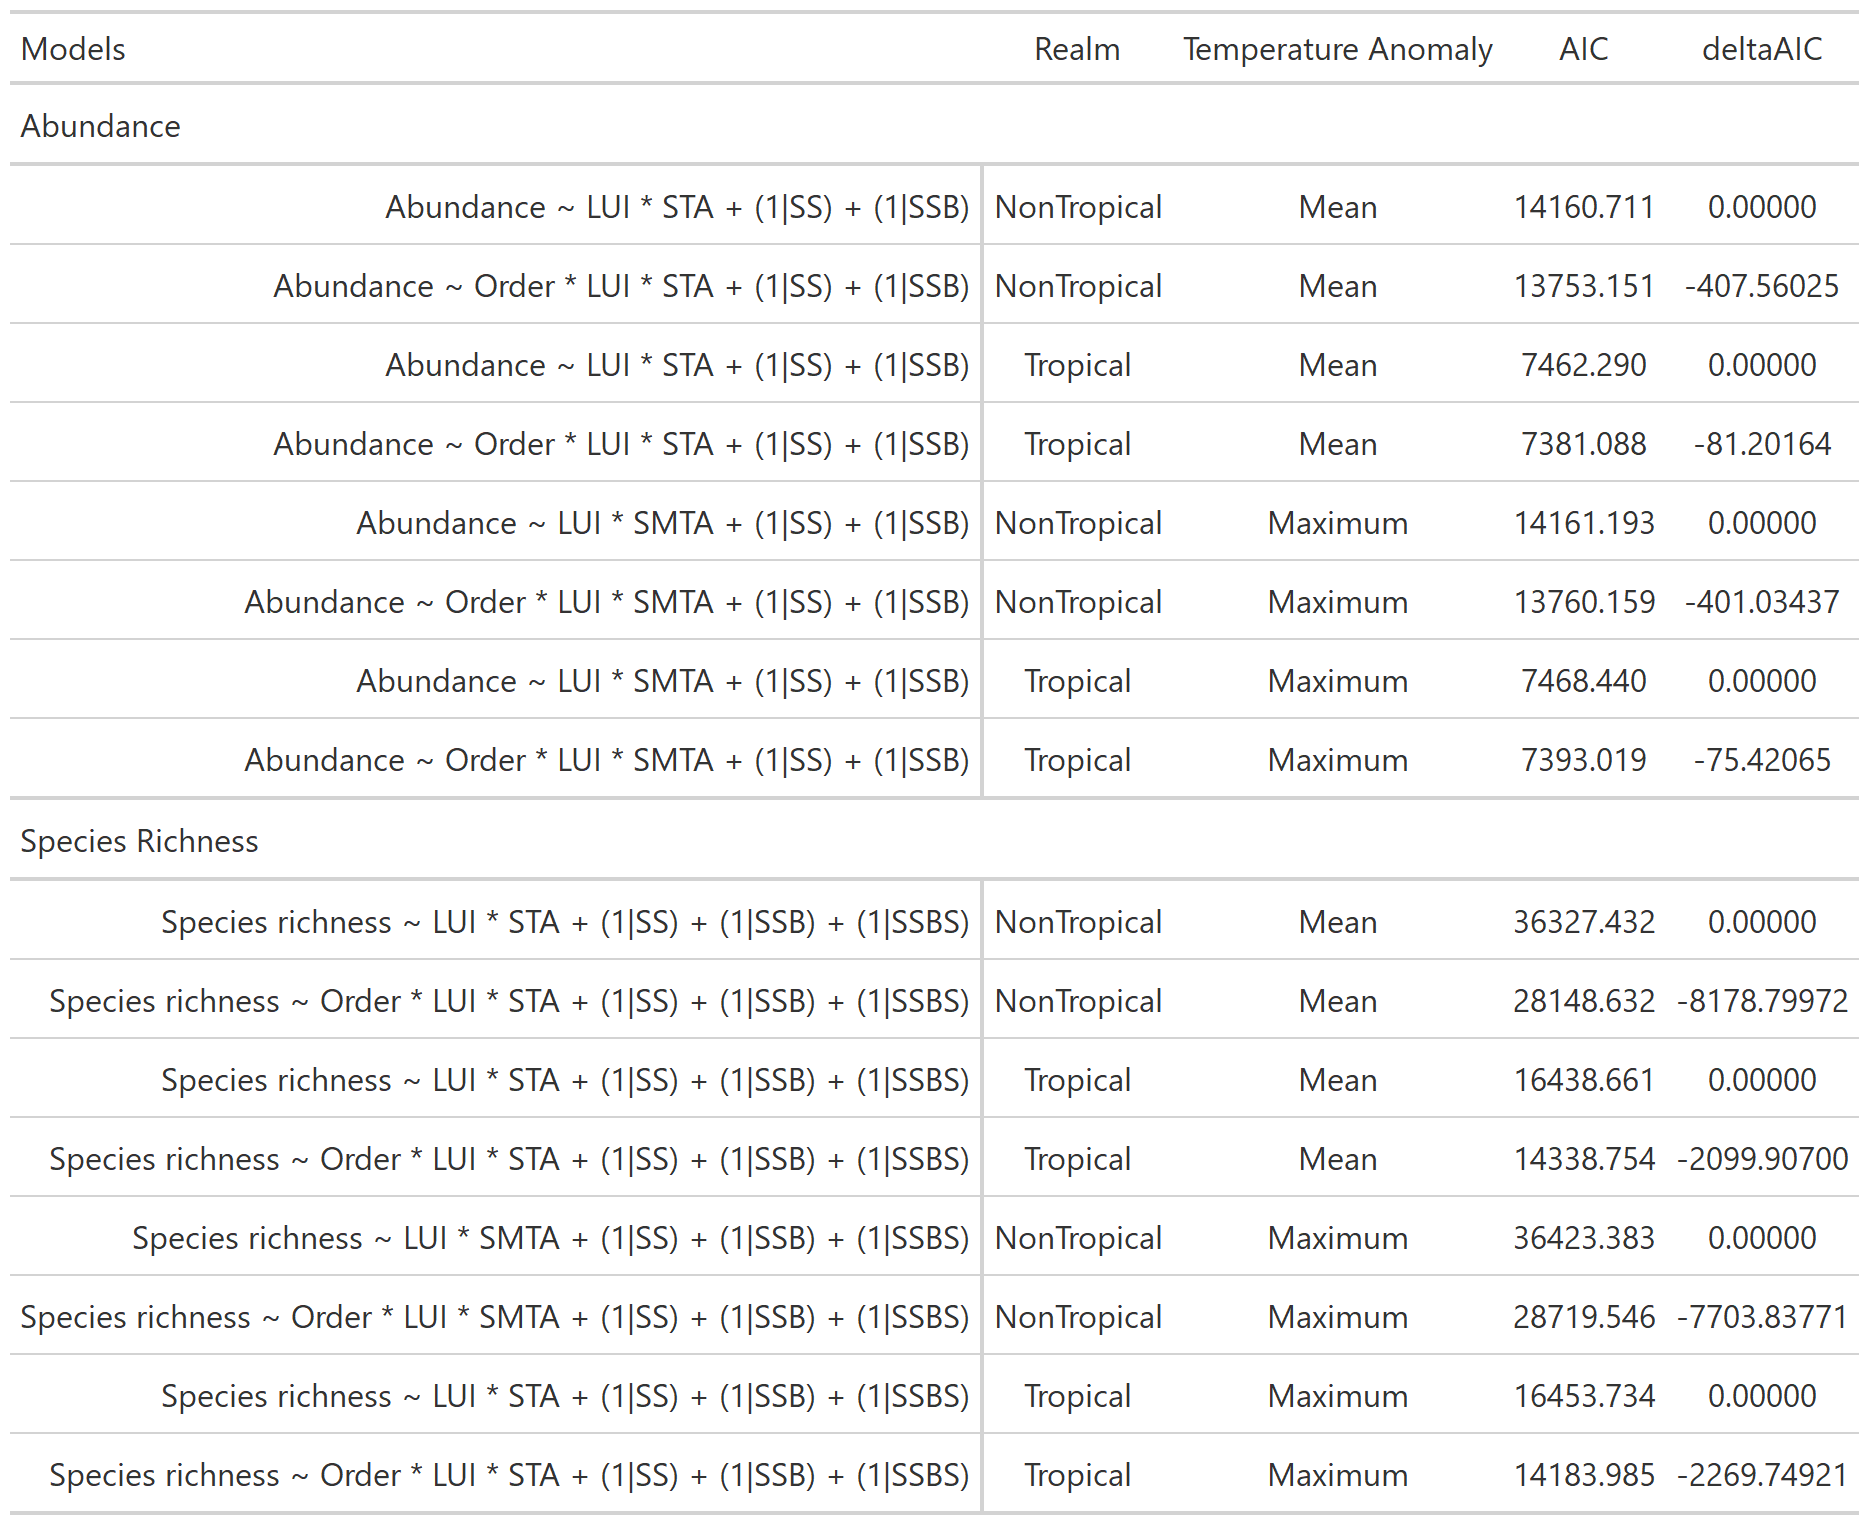 Models Realm Temperature Anomaly AIC deltaAIC
Abundance
Abundance ~ LUI * STA + (1|SS) + (1|SSB) NonTropical Mean 14160.711 0.00000
Abundance ~ Order * LUI * STA + (1|SS) + (1|SSB) NonTropical Mean 13753.151 -407.56025
Abundance ~ LUI * STA + (1|SS) + (1|SSB) Tropical Mean 7462.290 0.00000
Abundance ~ Order * LUI * STA + (1|SS) + (1|SSB) Tropical Mean 7381.088 -81.20164
Abundance ~ LUI * SMTA + (1|SS) + (1|SSB) NonTropical Maximum 14161.193 0.00000
Abundance ~ Order * LUI * SMTA + (1|SS) + (1|SSB) NonTropical Maximum 13760.159 -401.03437
Abundance ~ LUI * SMTA + (1|SS) + (1|SSB) Tropical Maximum 7468.440 0.00000
Abundance ~ Order * LUI * SMTA + (1|SS) + (1|SSB) Tropical Maximum 7393.019 -75.42065
Species Richness
Species richness ~ LUI * STA + (1|SS) + (1|SSB) + (1|SSBS) NonTropical Mean 36327.432 0.00000
Species richness ~ Order * LUI * STA + (1|SS) + (1|SSB) + (1|SSBS) NonTropical Mean 28148.632 -8178.79972
Species richness ~ LUI * STA + (1|SS) + (1|SSB) + (1|SSBS) Tropical Mean 16438.661 0.00000
Species richness ~ Order * LUI * STA + (1|SS) + (1|SSB) + (1|SSBS) Tropical Mean 14338.754 -2099.90700
Species richness ~ LUI * SMTA + (1|SS) + (1|SSB) + (1|SSBS) NonTropical Maximum 36423.383 0.00000
Species richness ~ Order * LUI * SMTA + (1|SS) + (1|SSB) + (1|SSBS) NonTropical Maximum 28719.546 -7703.83771
Species richness ~ LUI * STA + (1|SS) + (1|SSB) + (1|SSBS) Tropical Maximum 16453.734 0.00000
Species richness ~ Order * LUI * STA + (1|SS) + (1|SSB) + (1|SSBS) Tropical Maximum 14183.985 -2269.74921